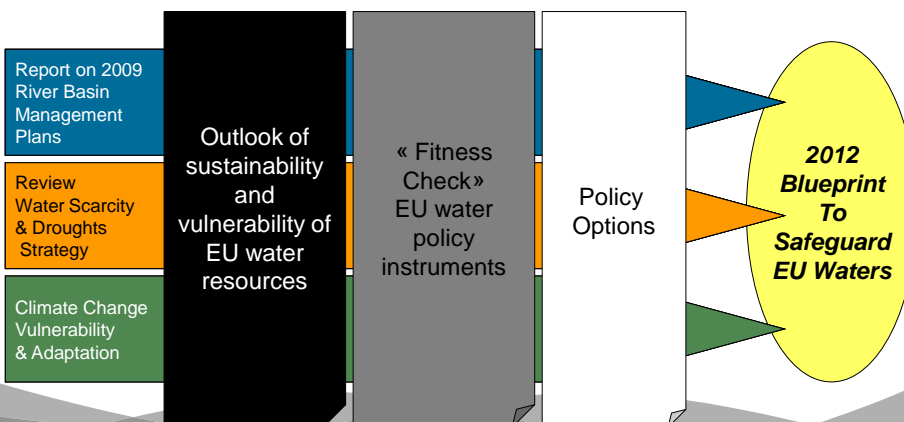 Report on 2009
River Basin
Management
Plans
Review
Water Scarcity
& Droughts
Strategy
Climate Change
Vulnerability
& Adaptation
Outlook of
sustainability
and
vulnerability of
EU water
resources
« Fitness
Check»
EU water
policy
instruments
Policy
Options
2012
Blueprint
To
Safeguard
EU Waters